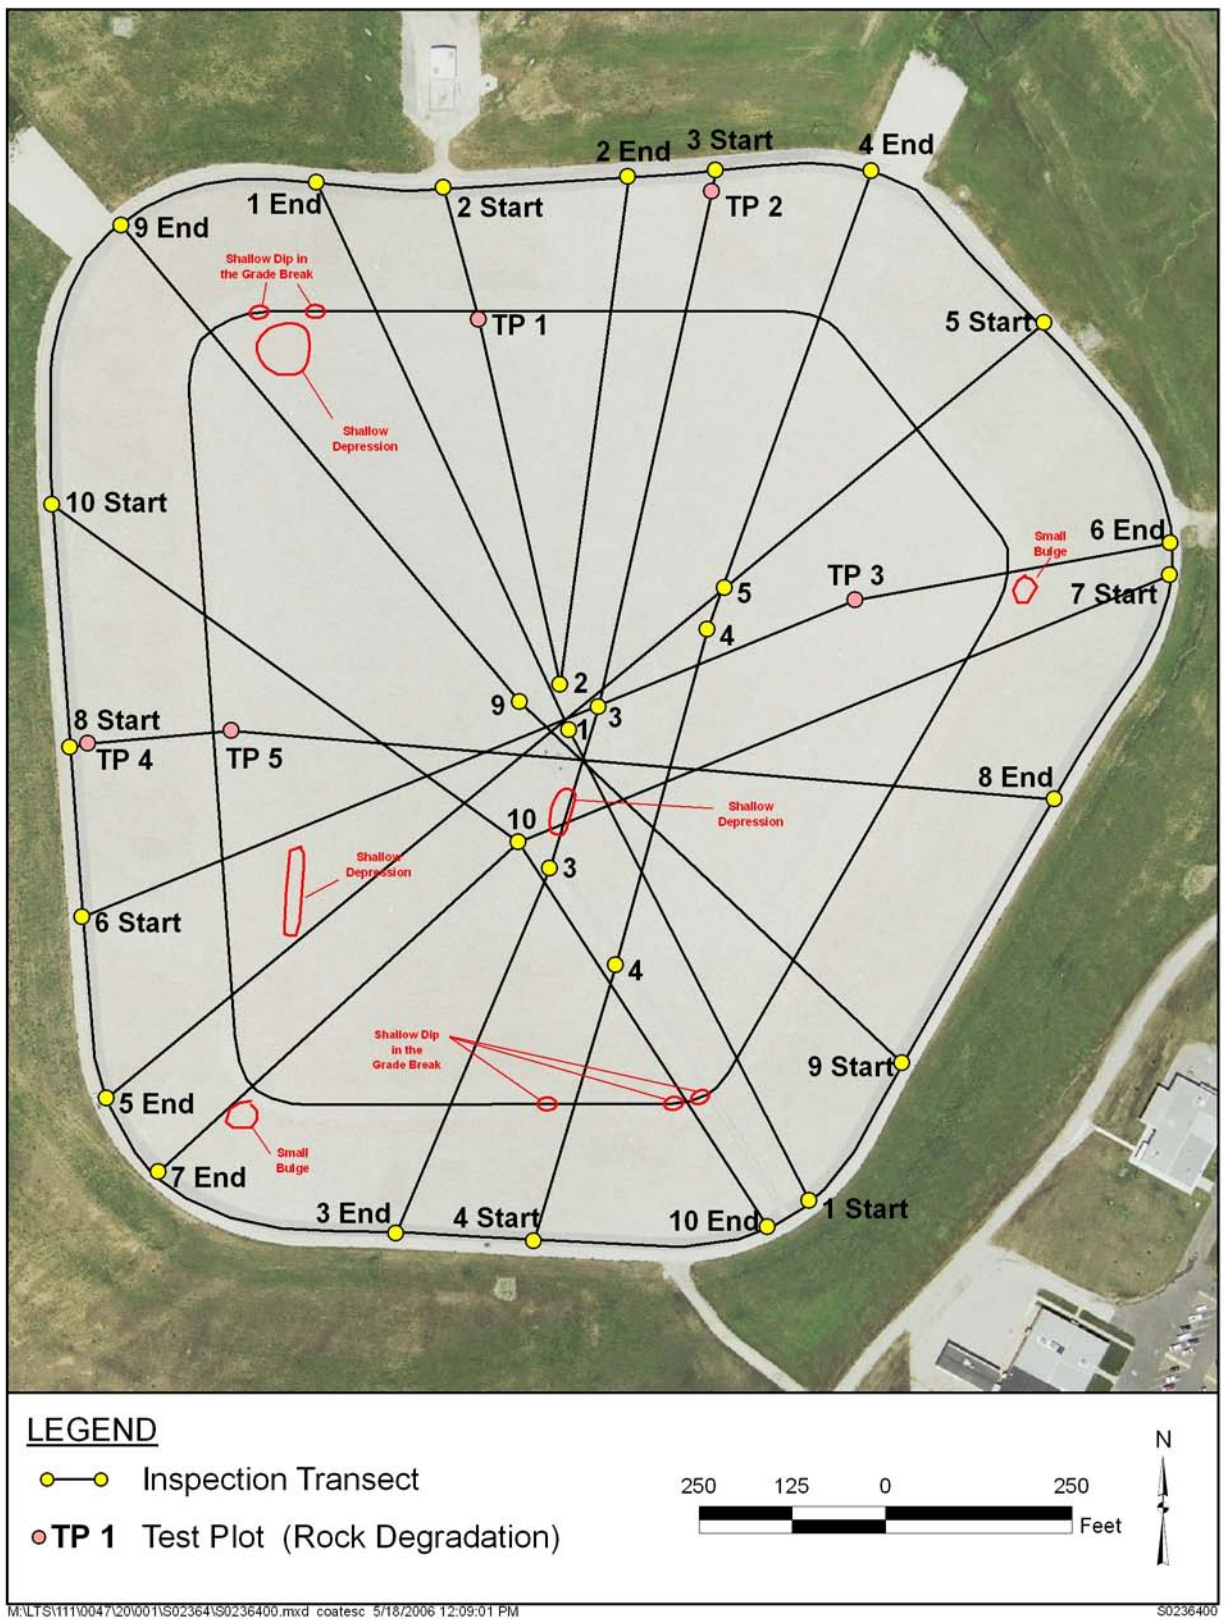 3 Start
2 End
4 End
1 End
2 Start
TP 2
9 End
Shallow Dip in
the Grade Break
TP 1
5 Start
Shallow
Depression
10 Start
6 End
Small
Bulge
TP 3
7 Start
5
4
2
9
3
1
8 Start
TP 4
TP 5
8 End
Shallow
Depression
10
3
Shallow
Depression
6 Start
4
Shallow Dip
in the
Grade Break
9 Start
5 End
Small
Bulge
7 End
3 End
4 Start
10 End
1 Start
LEGEND
Inspection Transect
TP 1 Test Plot (Rock Degradation)
250 125 0 250
Feet
N
M:\LTS\111\0047\20\001\S02364\S0236400.mxd coatesc 5/18/2006 12:09:01 PM
S0236400